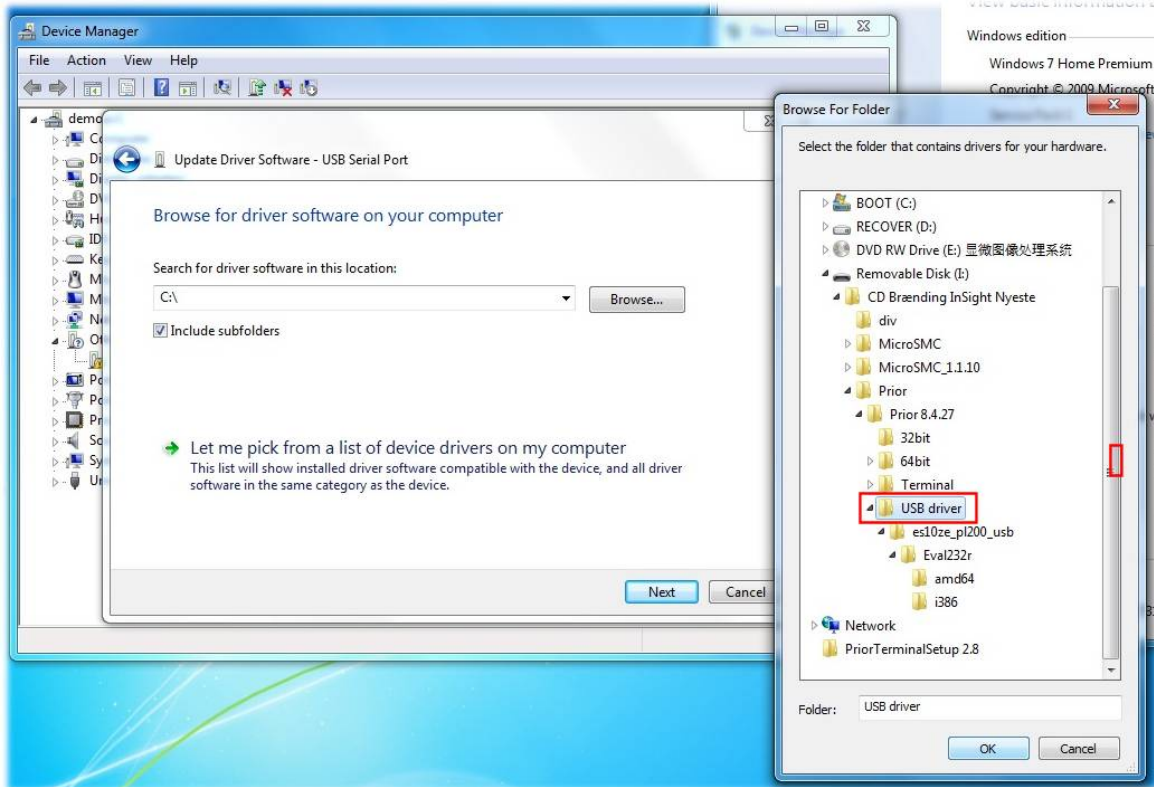 Device Manager
File Action View Help
demo
Update Driver Software - USB Serial Port
Browse for driver software on your computer
Search for driver software in this location:
C:\
Browse...
Include subfolders
Let me pick from a list of device drivers on my computer
This list will show installed driver software compatible with the device, and all driver
software in the same category as the device.
Next
Cancel
View basic information
Windows edition
Windows 7 Home Premium
Copyright © 2009 Microsoft
Browse For Folder
Select the folder that contains drivers for your hardware.
BOOT (C:)
RECOVER (D:)
DVD RW Drive (E:) 显微图像处理系统
Removable Disk (I:)
CD Brænding InSight Nyeste
div
MicroSMC
MicroSMC_1.1.10
Prior
Prior 8.4.27
32bit
64bit
Terminal
USB driver
es10ze_pl200_usb
Eval232r
amd64
i386
Network
PriorTerminalSetup 2.8
Folder:
USB driver
OK
Cancel